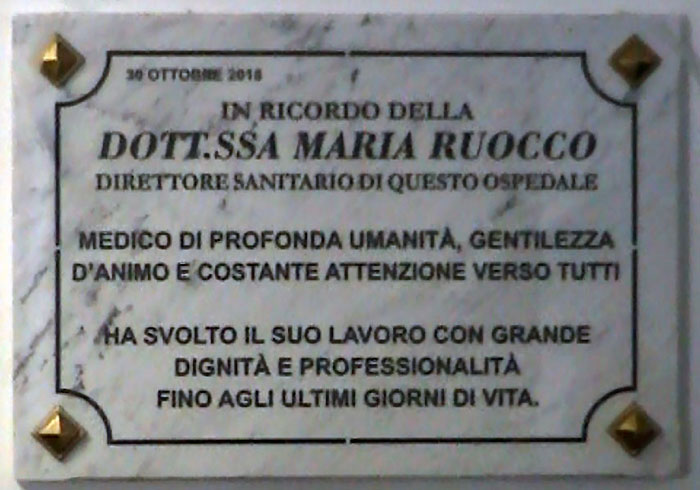 30 OTTOBRE 2018
IN RICORDO DELLA
DOTT.SSA MARIA RUOCCO
DIRETTORE SANITARIO DI QUESTO OSPEDALE
MEDICO DI PROFONDA UMANITÀ, GENTILEZZA
D'ANIMO E COSTANTE ATTENZIONE VERSO TUTTI
HA SVOLTO IL SUO LAVORO CON GRANDE
DIGNITÀ E PROFESSIONALITÀ
FINO AGLI ULTIMI GIORNI DI VITA.